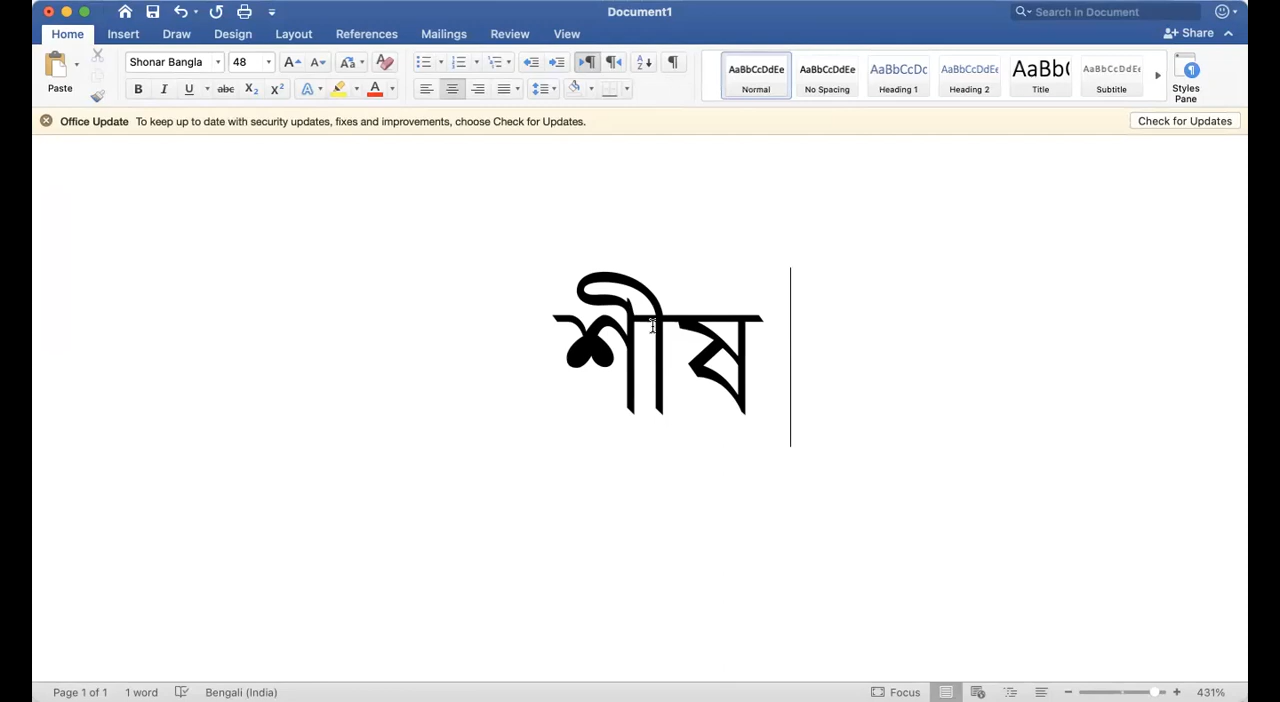 Document1
Search in Document
Home Insert Draw Design Layout References Mailings Review View
Share
Paste
Shonar Bangla 48
B I U abc X₂ X²
AaBbCcDdEe Normal
AaBbCcDdEe No Spacing
AaBbCcDc Heading 1
AaBbCcDdEe Heading 2
AaBb( Title
AaBbCcDdEe Subtitle
Styles Pane
Office Update To keep up to date with security updates, fixes and improvements, choose Check for Updates.
Check for Updates
শীষ
Page 1 of 1 1 word Bengali (India) Focus 431%